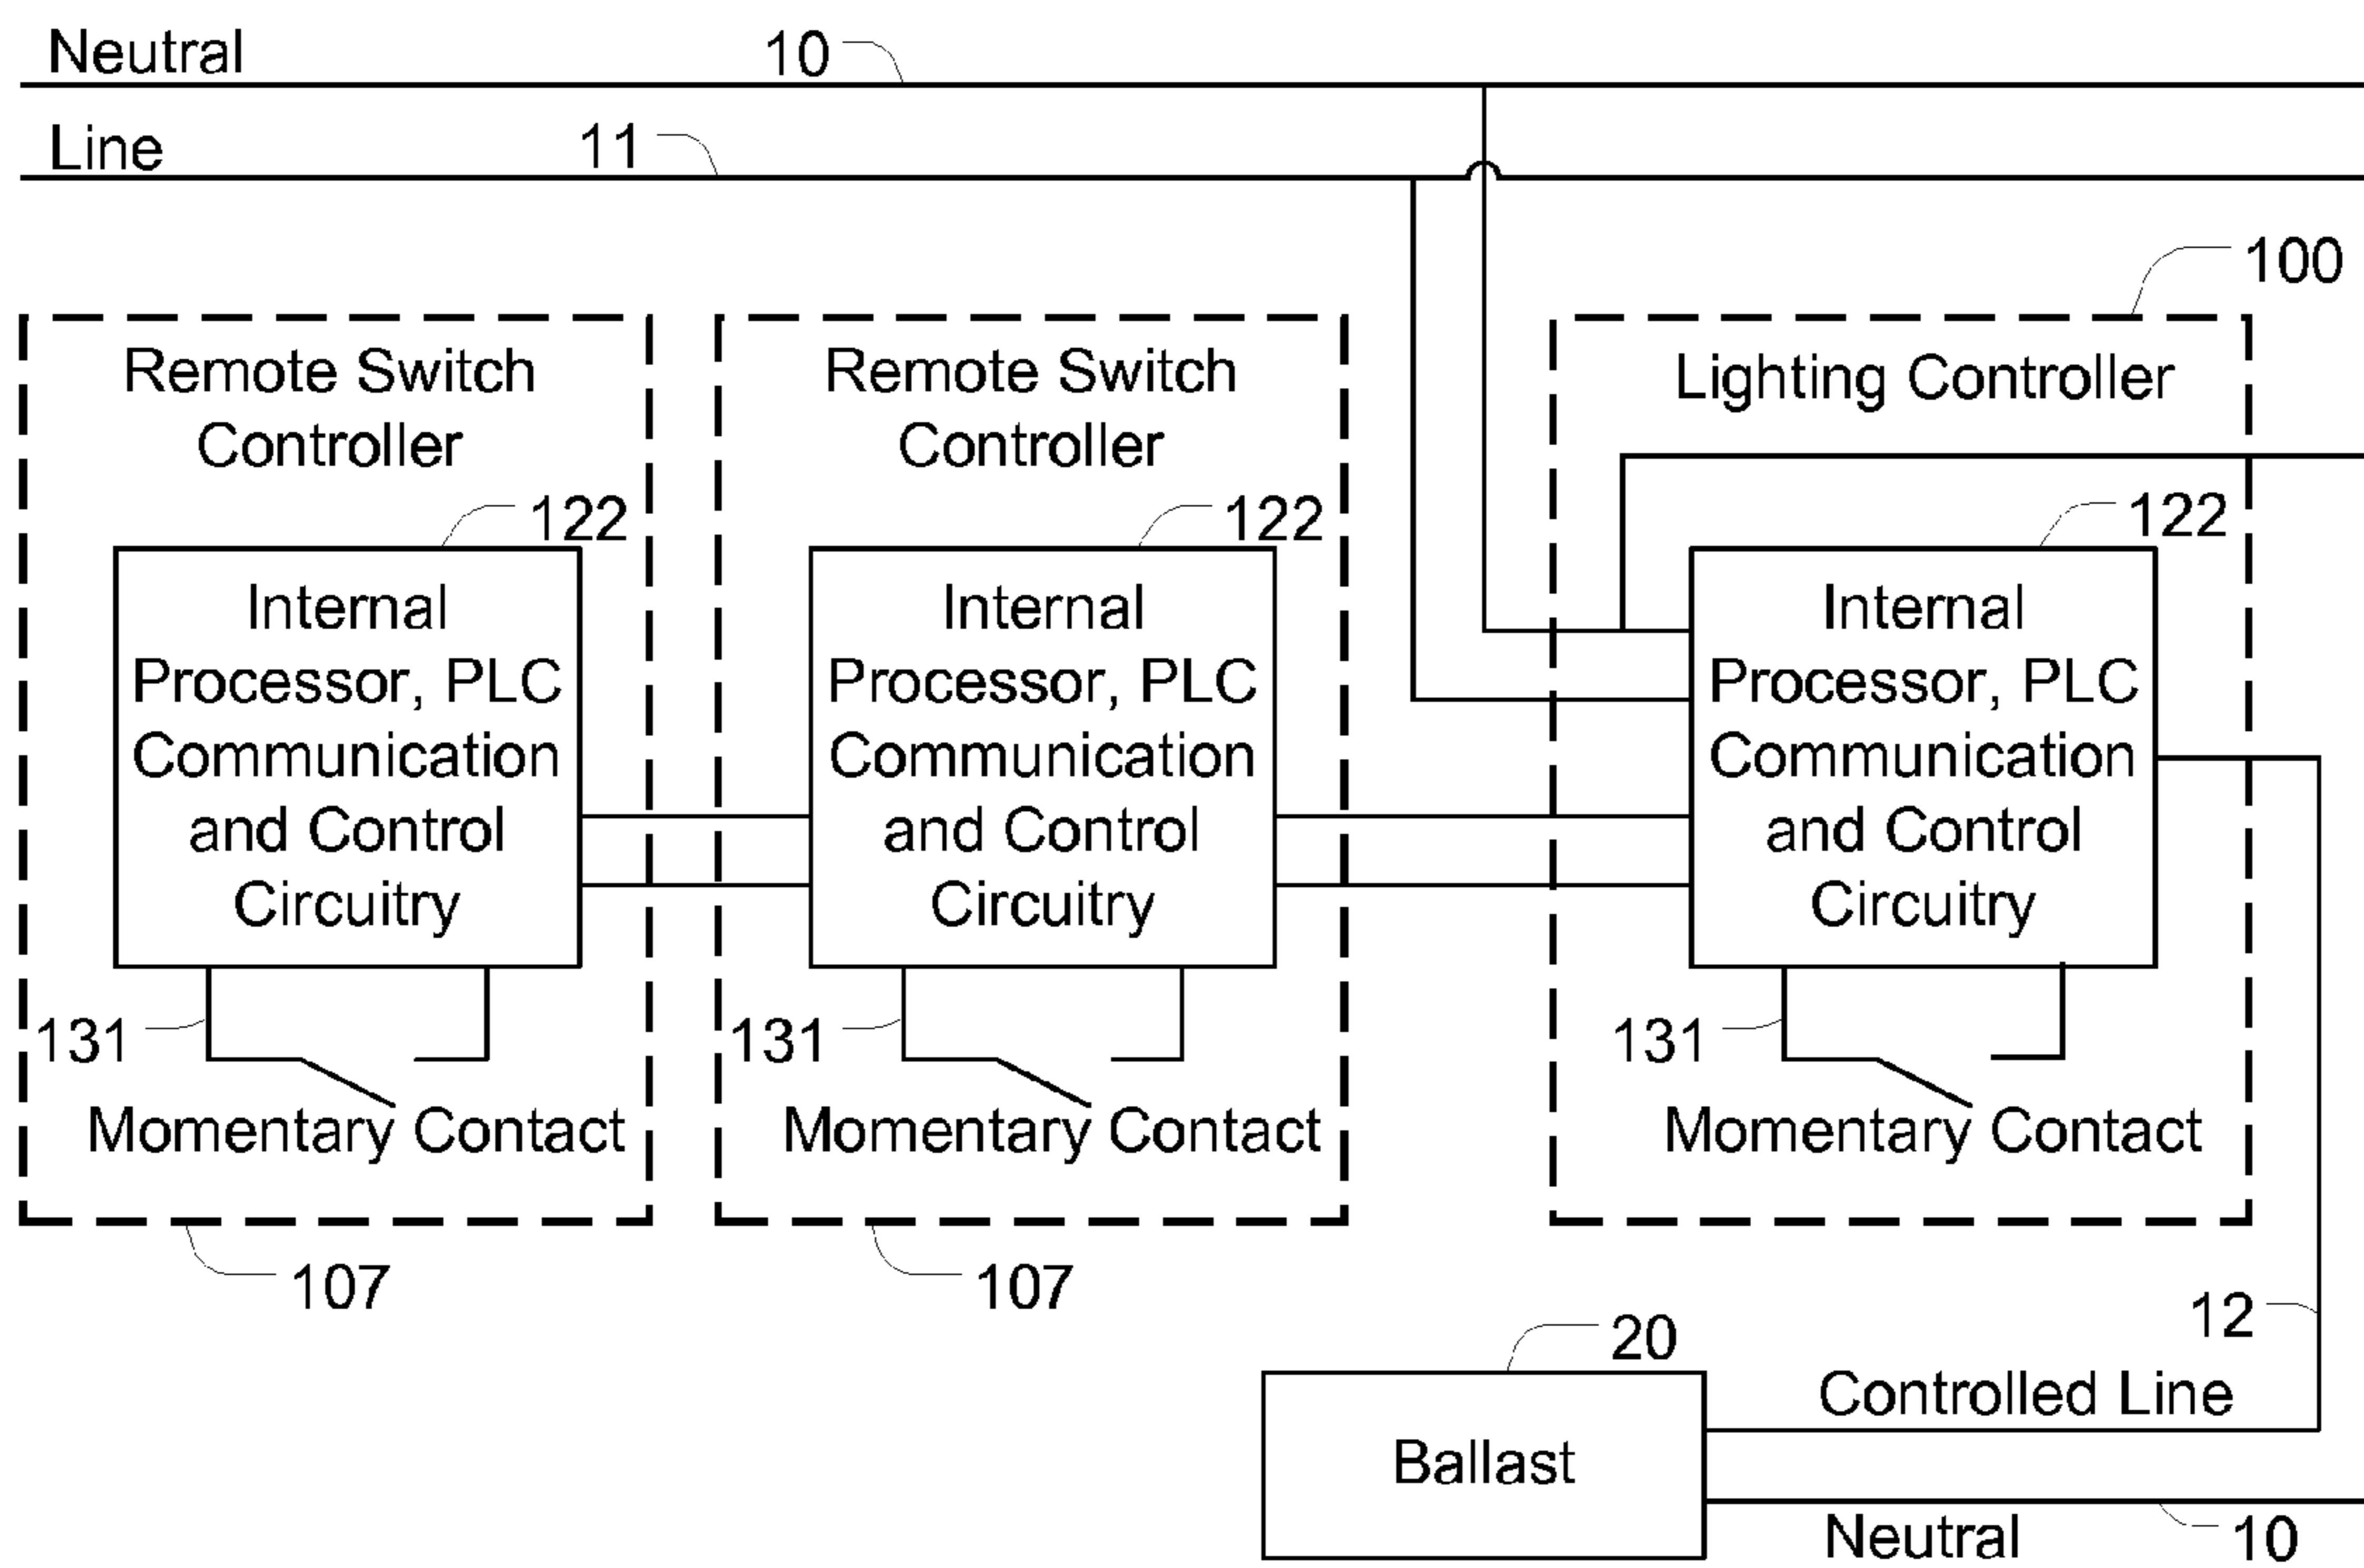 Neutral
10
Line
11
100
Remote Switch
Controller
122
Internal
Processor, PLC
Communication
and Control
Circuitry
131
Momentary Contact
107
Remote Switch
Controller
122
Internal
Processor, PLC
Communication
and Control
Circuitry
131
Momentary Contact
107
Lighting Controller
122
Internal
Processor, PLC
Communication
and Control
Circuitry
131
Momentary Contact
12
20
Ballast
Controlled Line
Neutral
10